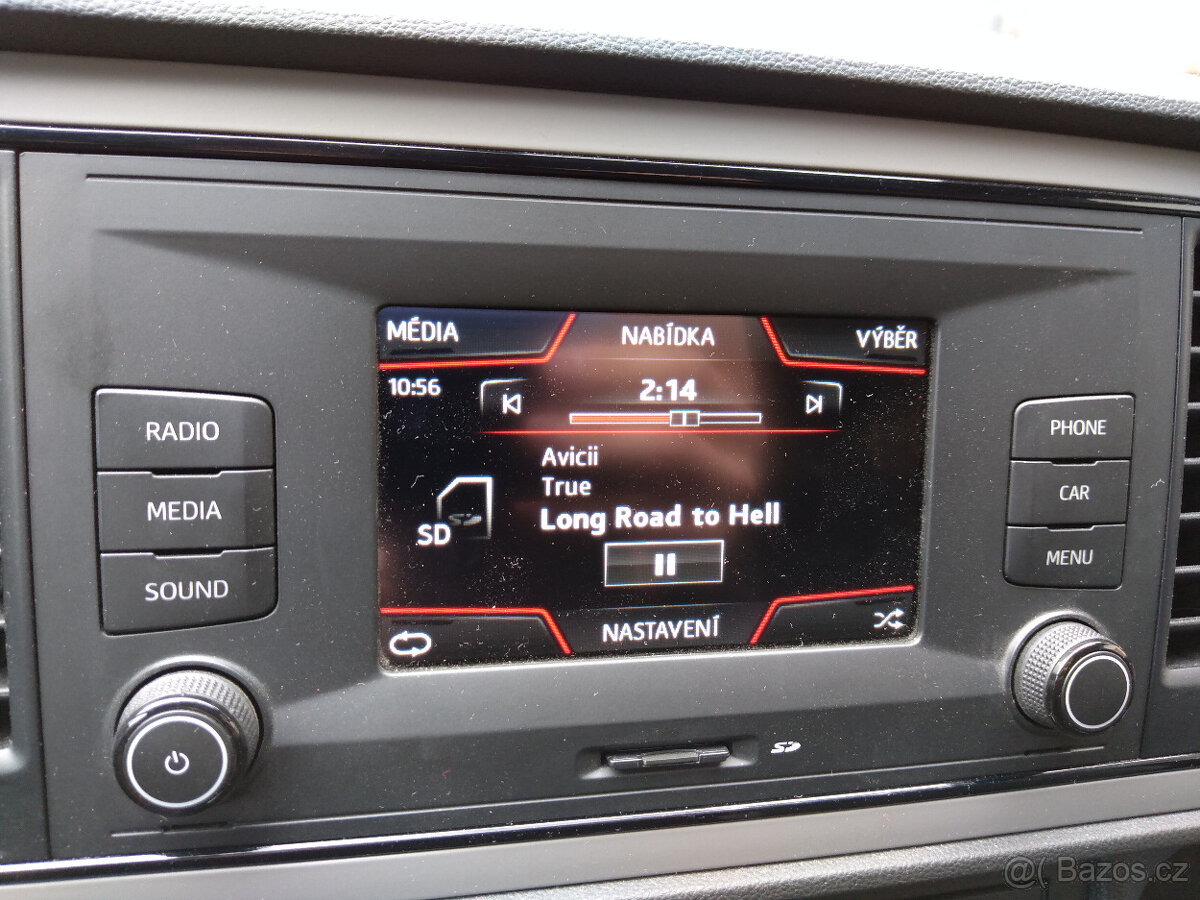 MÉDIA
NABÍDKA
VÝBĚR
10:56
2:14
Avicii
True
Long Road to Hell
SD
NASTAVENÍ
RADIO
MEDIA
SOUND
PHONE
CAR
MENU
SD
@( Bazos.cz